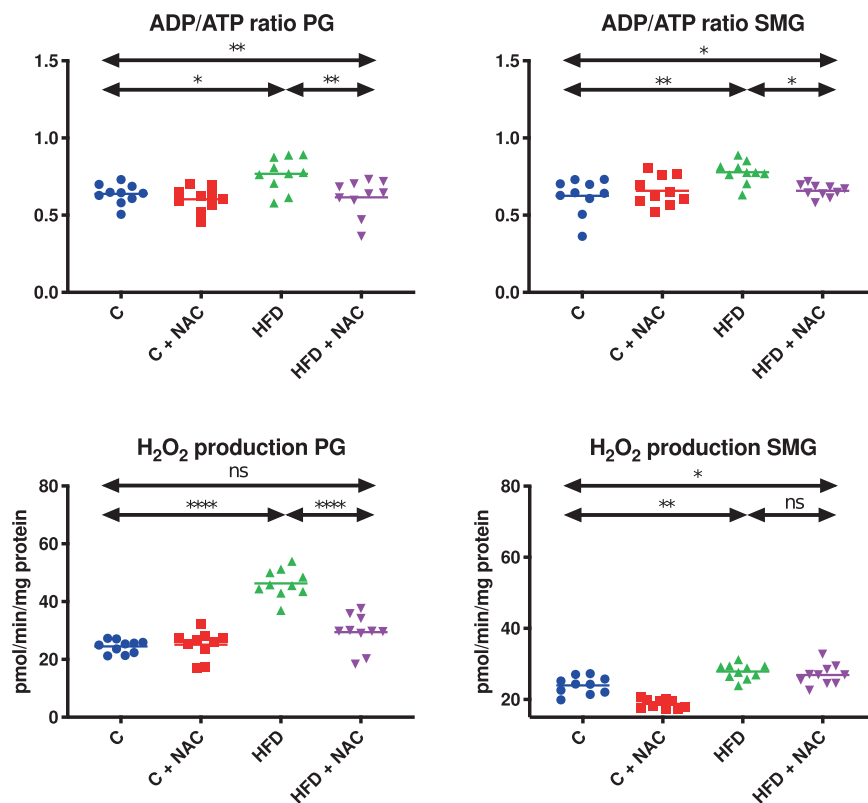 ADP/ATP ratio PG
**
*
**
1.5
1.0
0.5
0.0
C
C + NAC
HFD
HFD + NAC
ADP/ATP ratio SMG
*
**
*
1.5
1.0
0.5
0.0
C
C + NAC
HFD
HFD + NAC
H₂O₂ production PG
ns
****
****
pmol/min/mg protein
80
60
40
20
0
C
C + NAC
HFD
HFD + NAC
H₂O₂ production SMG
*
**
ns
pmol/min/mg protein
80
60
40
20
C
C + NAC
HFD
HFD + NAC